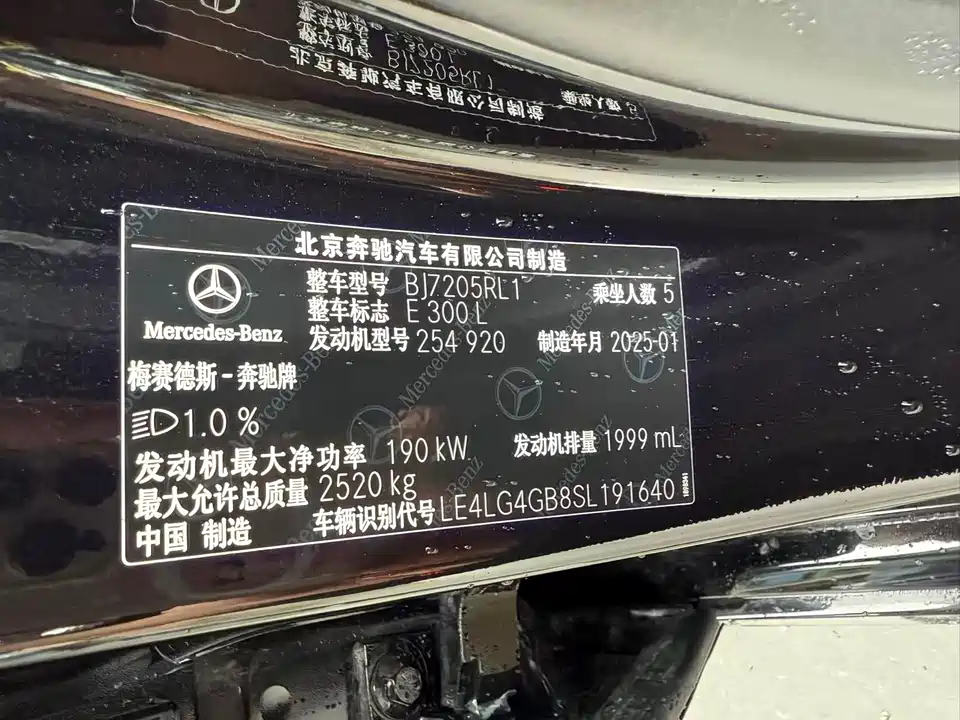 北京奔驰汽车有限公司制造
Mercedes-Benz
整车型号 BJ7205RL1
乘坐人数 5
整车标志 E 300 L
发动机型号 254 920
制造年月 2025-01
梅赛德斯-奔驰牌
1.0 %
发动机最大净功率 190 kW
发动机排量 1999 mL
最大允许总质量 2520 kg
中国 制造
车辆识别代号 LE4LG4GB8SL191640